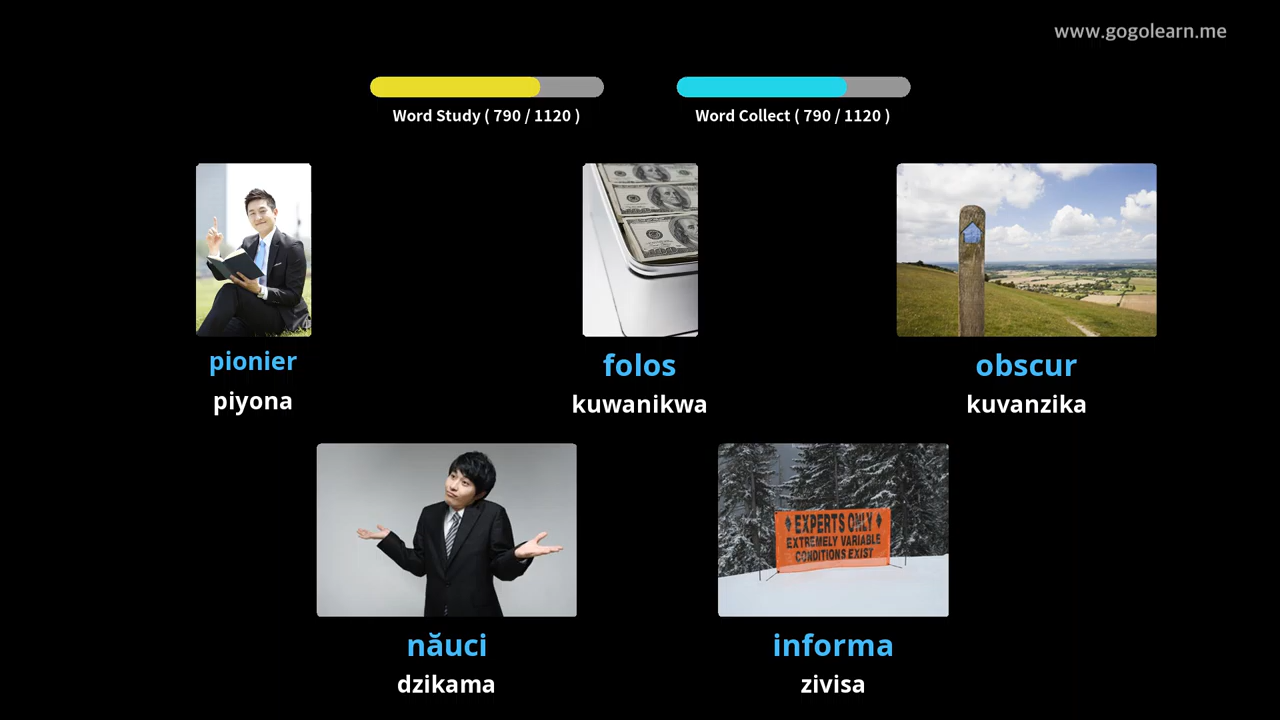 www.gogolearn.me
Word Study ( 790 / 1120 )
Word Collect ( 790 / 1120 )
pionier
piyona
folos
kuwanikwa
obscur
kuvanzika
năuci
dzikama
EXPERTS ONLY
EXTREMELY VARIABLE
CONDITIONS EXIST
informa
zivisa